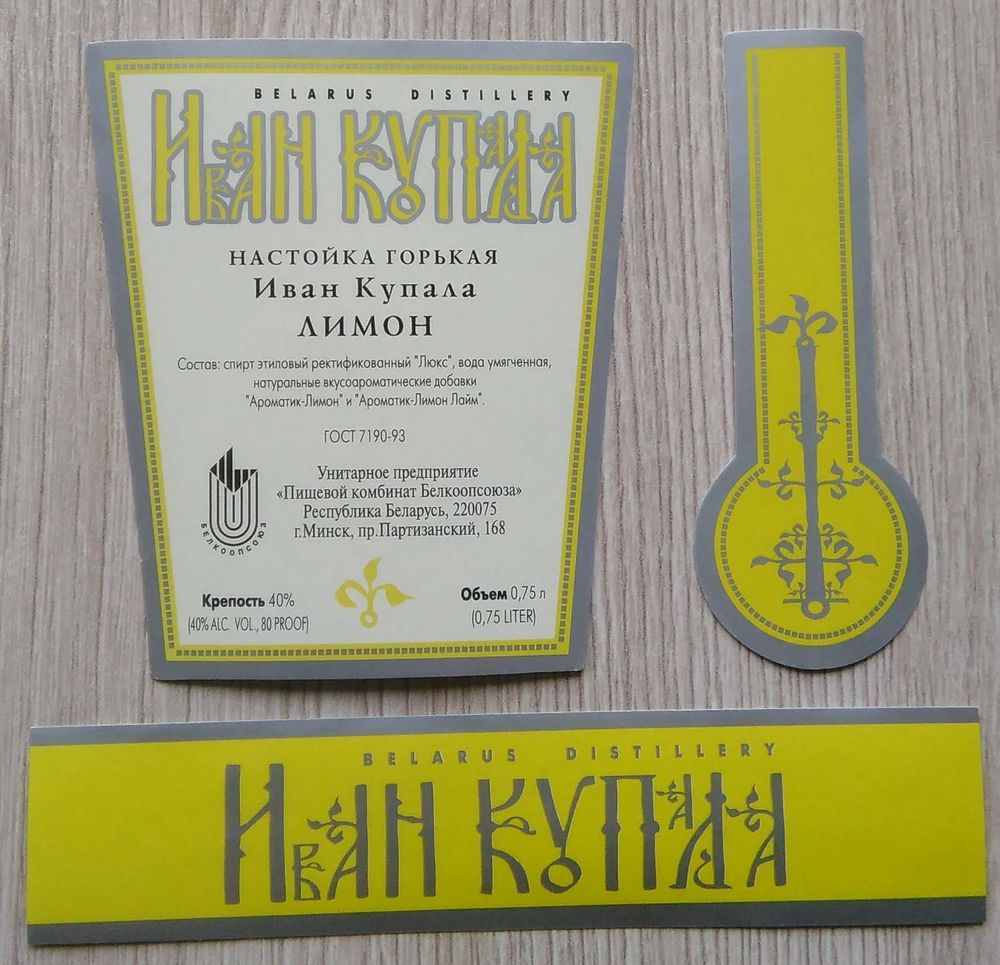 BELARUS DISTILLERY
ИВАН КУПАЛА
НАСТОЙКА ГОРЬКАЯ
Иван Купала
ЛИМОН
Состав: спирт этиловый ректификованный "Люкс", вода умягченная,
натуральные вкусоароматические добавки
"Ароматик-Лимон" и "Ароматик-Лимон Лайм".
ГОСТ 7190-93
Унитарное предприятие
«Пищевой комбинат Белкоопсоюза»
Республика Беларусь, 220075
г.Минск, пр.Партизанский, 168
БЕЛКООПСОЮЗ
Крепость 40%
(40% ALC. VOL., 80 PROOF)
Объем 0,75 л
(0,75 LITER)
BELARUS DISTILLERY
ИВАН КУПАЛА